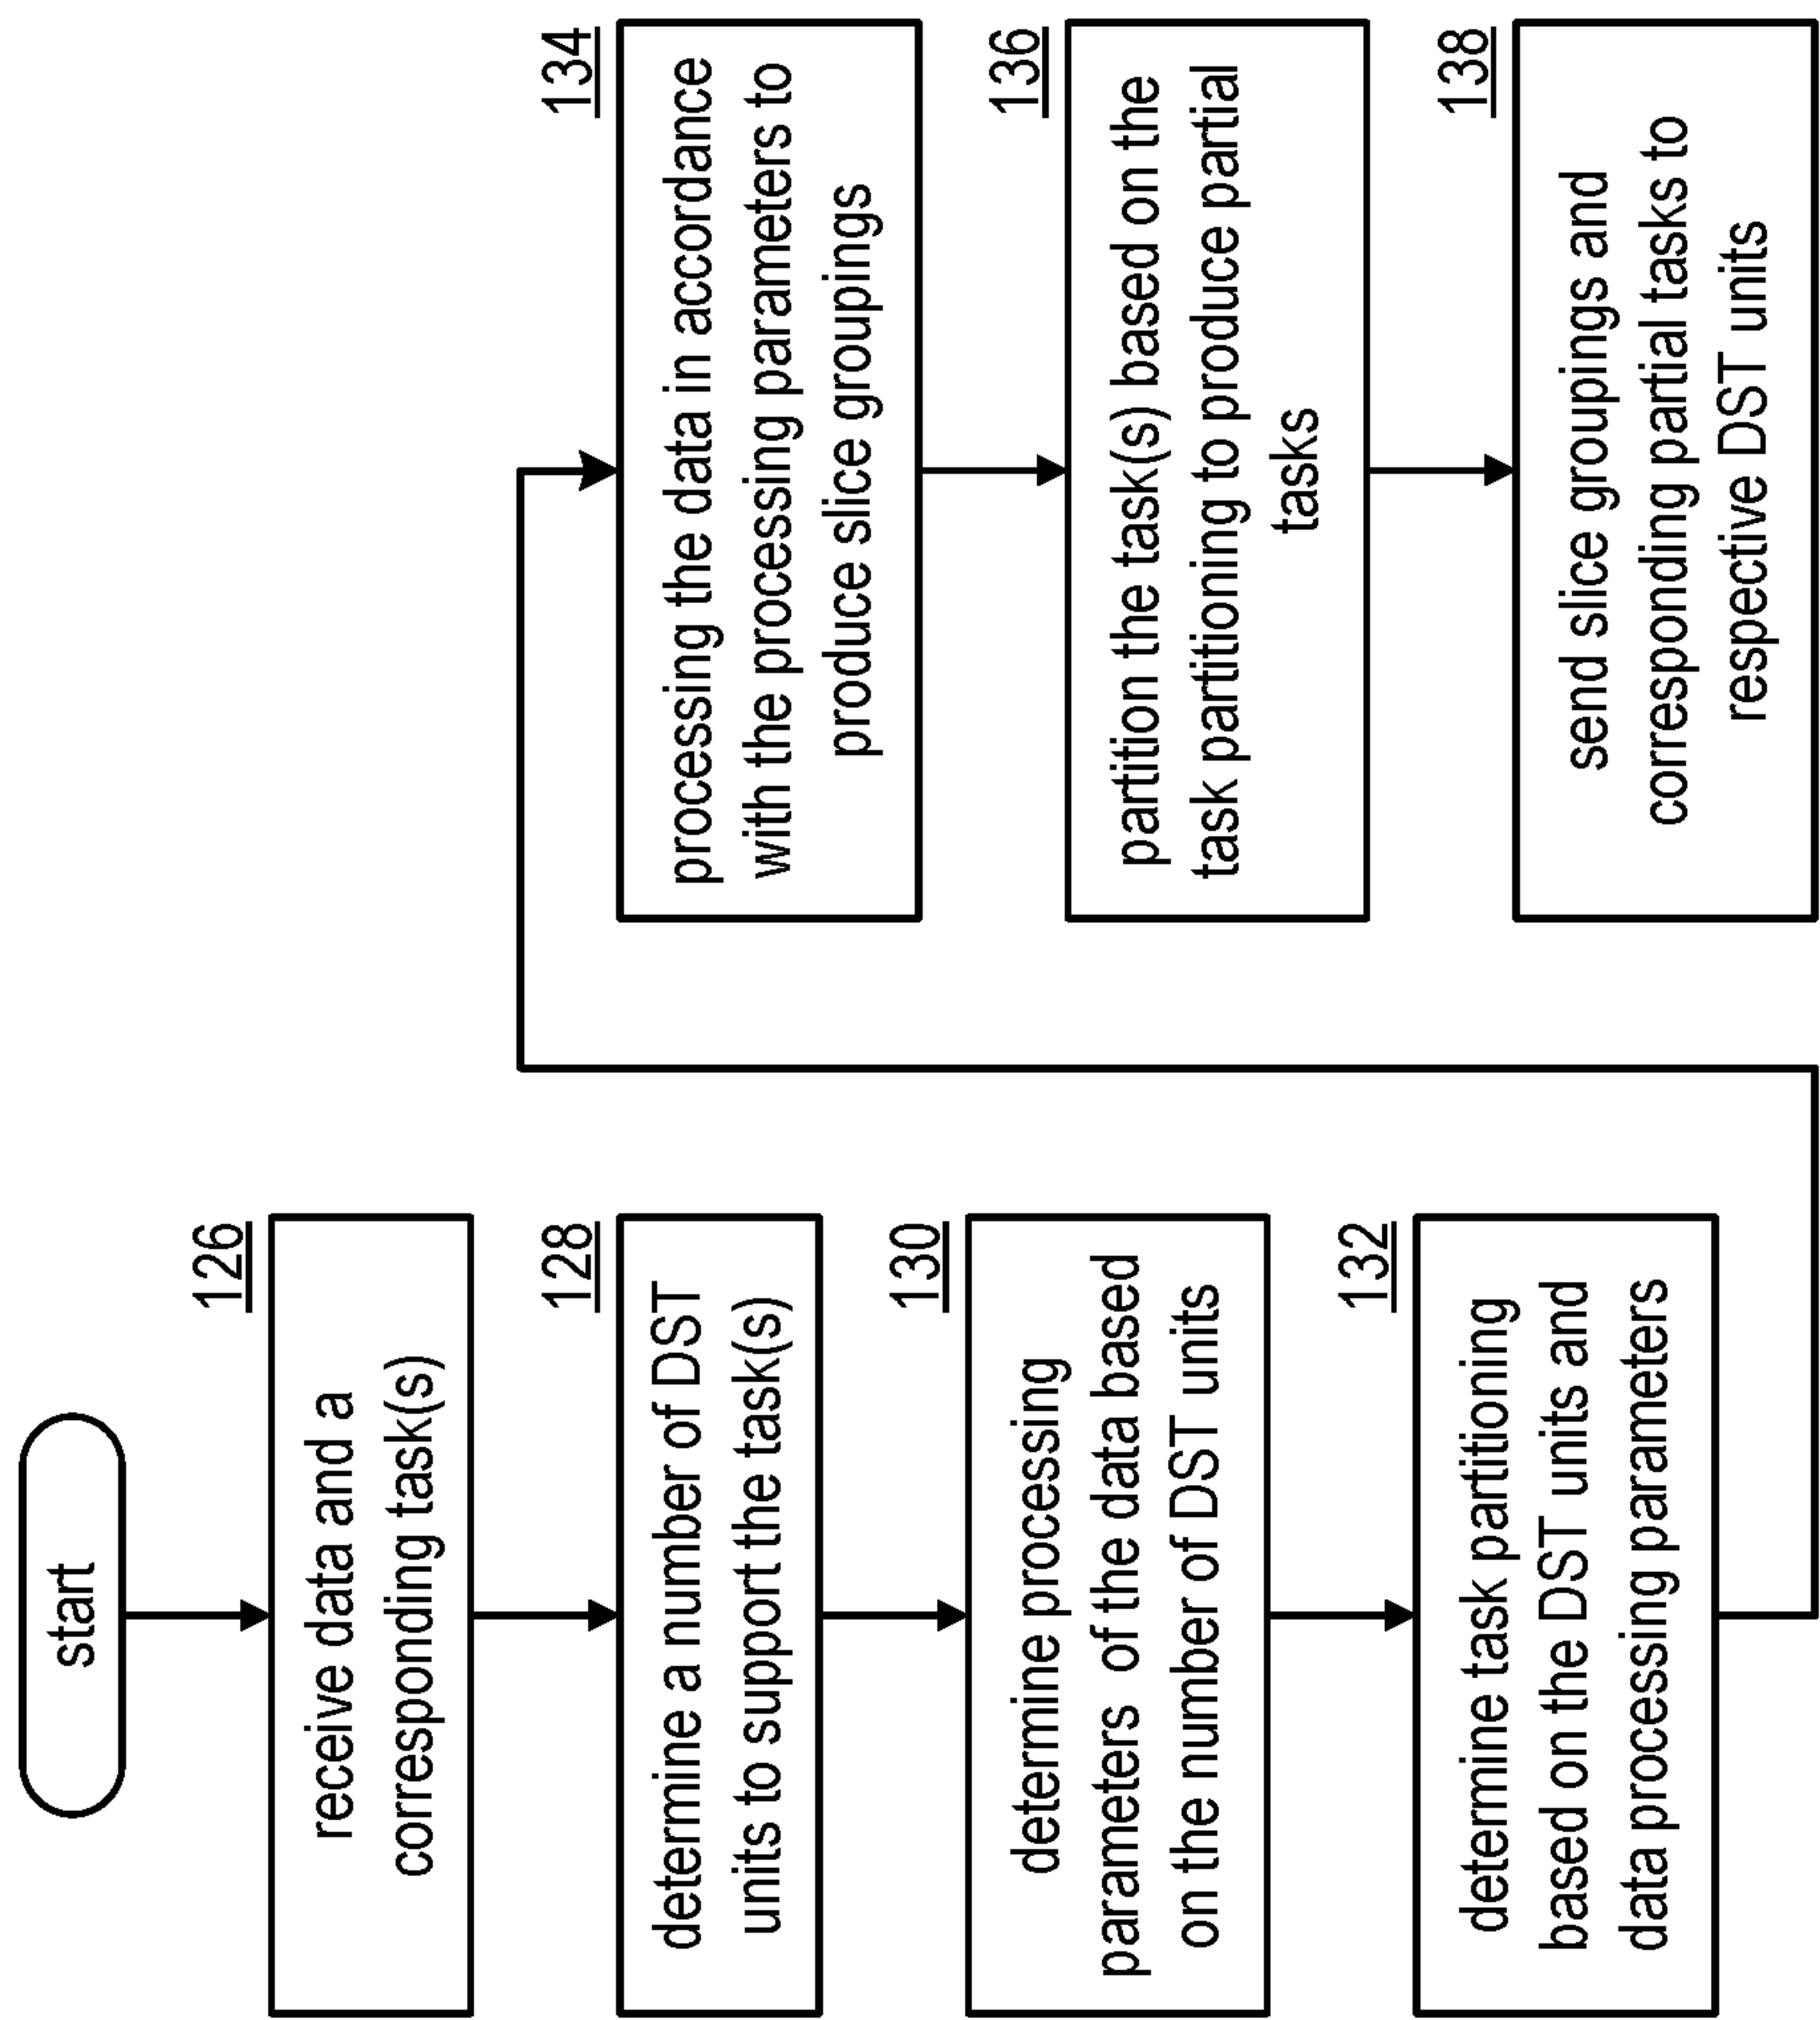 start
126
receive data and a
corresponding task(s)
128
determine a number of DST
units to support the task(s)
130
determine processing
parameters of the data based
on the number of DST units
132
determine task partitioning
based on the DST units and
data processing parameters
134
processing the data in accordance
with the processing parameters to
produce slice groupings
136
partition the task(s) based on the
task partitioning to produce partial
tasks
138
send slice groupings and
corresponding partial tasks to
respective DST units